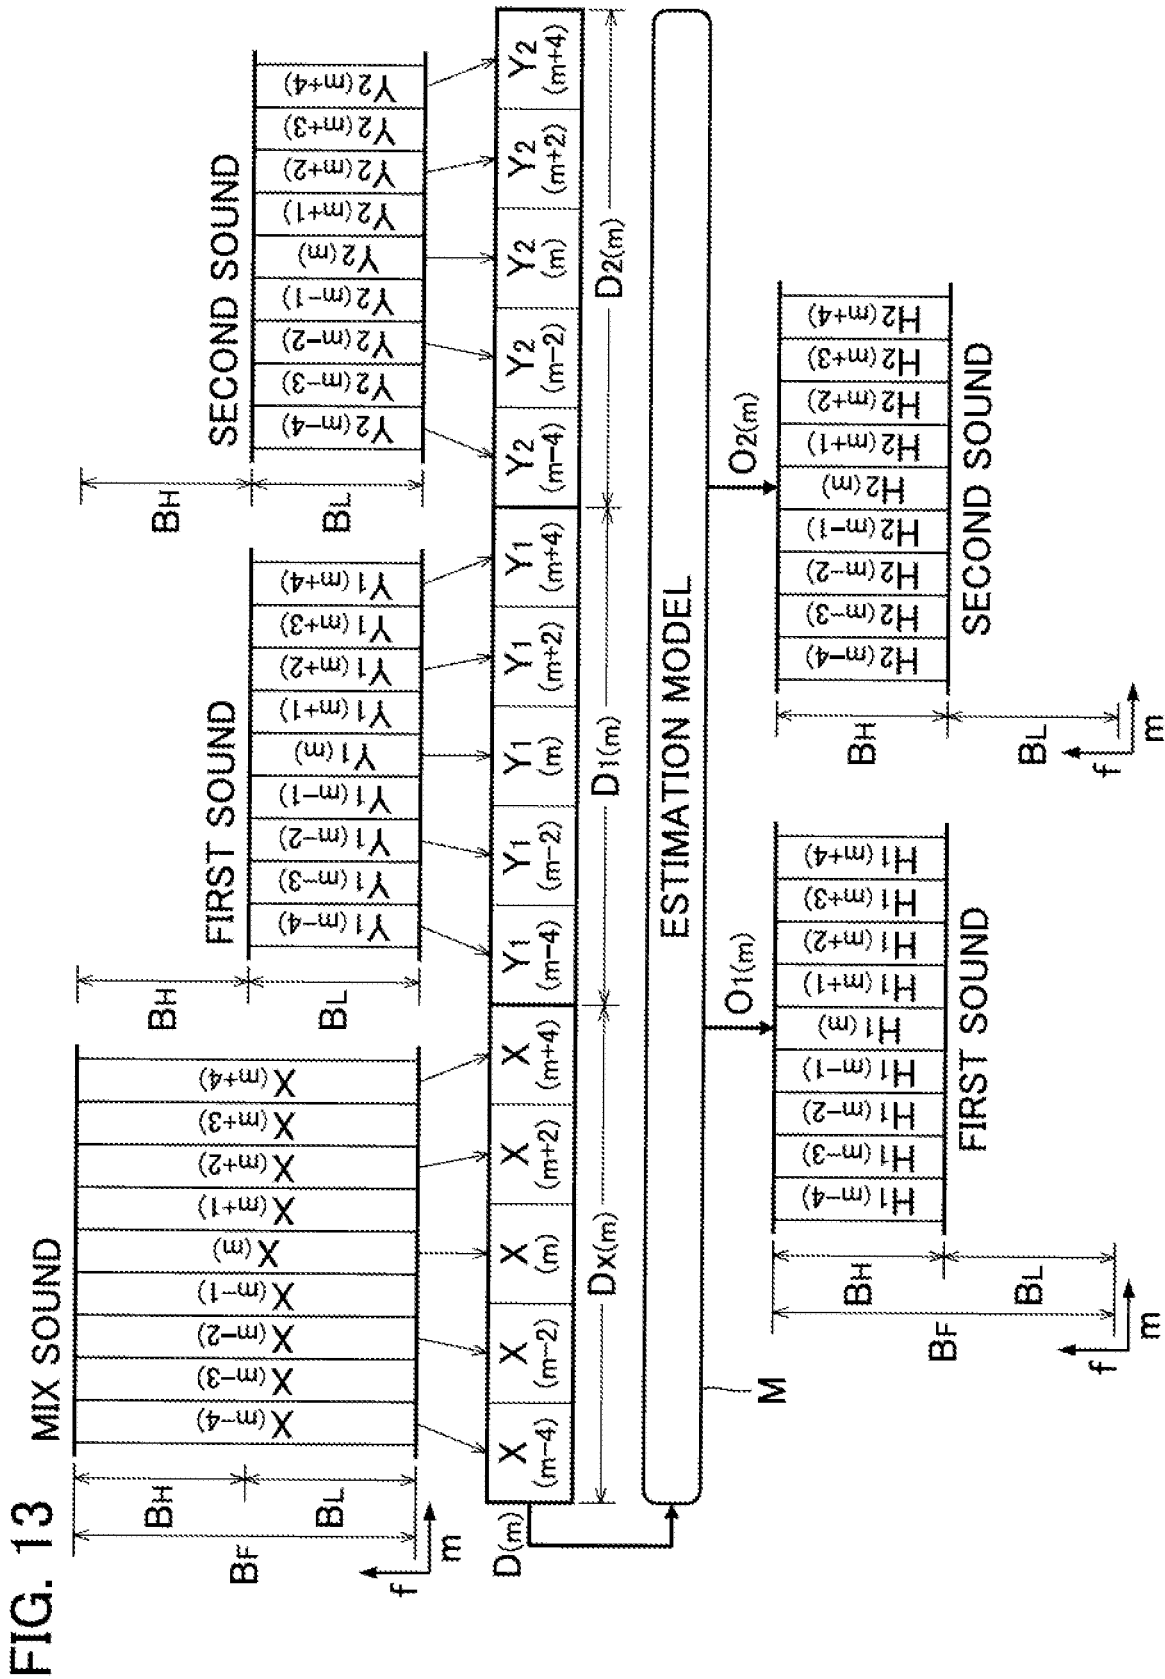 FIG. 13
MIX SOUND
FIRST SOUND
SECOND SOUND
BF
BH
BL
X(m-4)
X(m-3)
X(m-2)
X(m-1)
X(m)
X(m+1)
X(m+2)
X(m+3)
X(m+4)
f
m
BH
BL
Y1(m-4)
Y1(m-3)
Y1(m-2)
Y1(m-1)
Y1(m)
Y1(m+1)
Y1(m+2)
Y1(m+3)
Y1(m+4)
BH
BL
Y2(m-4)
Y2(m-3)
Y2(m-2)
Y2(m-1)
Y2(m)
Y2(m+1)
Y2(m+2)
Y2(m+3)
Y2(m+4)
D(m)
X (m-4)
X (m-2)
X (m)
X (m+2)
X (m+4)
Y1 (m-4)
Y1 (m-2)
Y1 (m)
Y1 (m+2)
Y1 (m+4)
Y2 (m-4)
Y2 (m-2)
Y2 (m)
Y2 (m+2)
Y2 (m+4)
DX(m)
D1(m)
D2(m)
ESTIMATION MODEL
M
O1(m)
O2(m)
BF
BH
BL
H1(m-4)
H1(m-3)
H1(m-2)
H1(m-1)
H1(m)
H1(m+1)
H1(m+2)
H1(m+3)
H1(m+4)
f
m
FIRST SOUND
BH
BL
H2(m-4)
H2(m-3)
H2(m-2)
H2(m-1)
H2(m)
H2(m+1)
H2(m+2)
H2(m+3)
H2(m+4)
f
m
SECOND SOUND